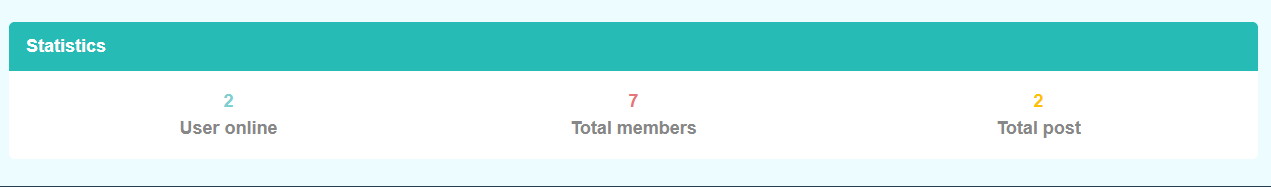 Statistics
2 7 2
User online Total members Total post